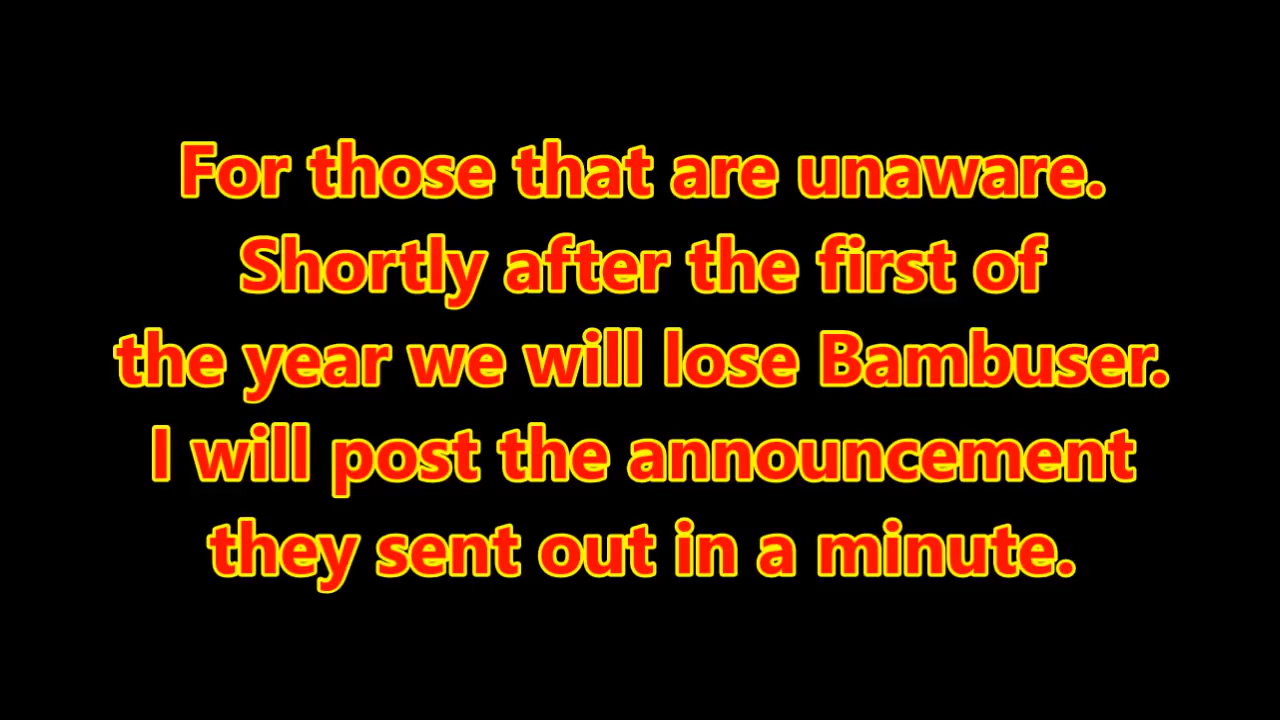 For those that are unaware.
Shortly after the first of
the year we will lose Bambuser.
I will post the announcement
they sent out in a minute.